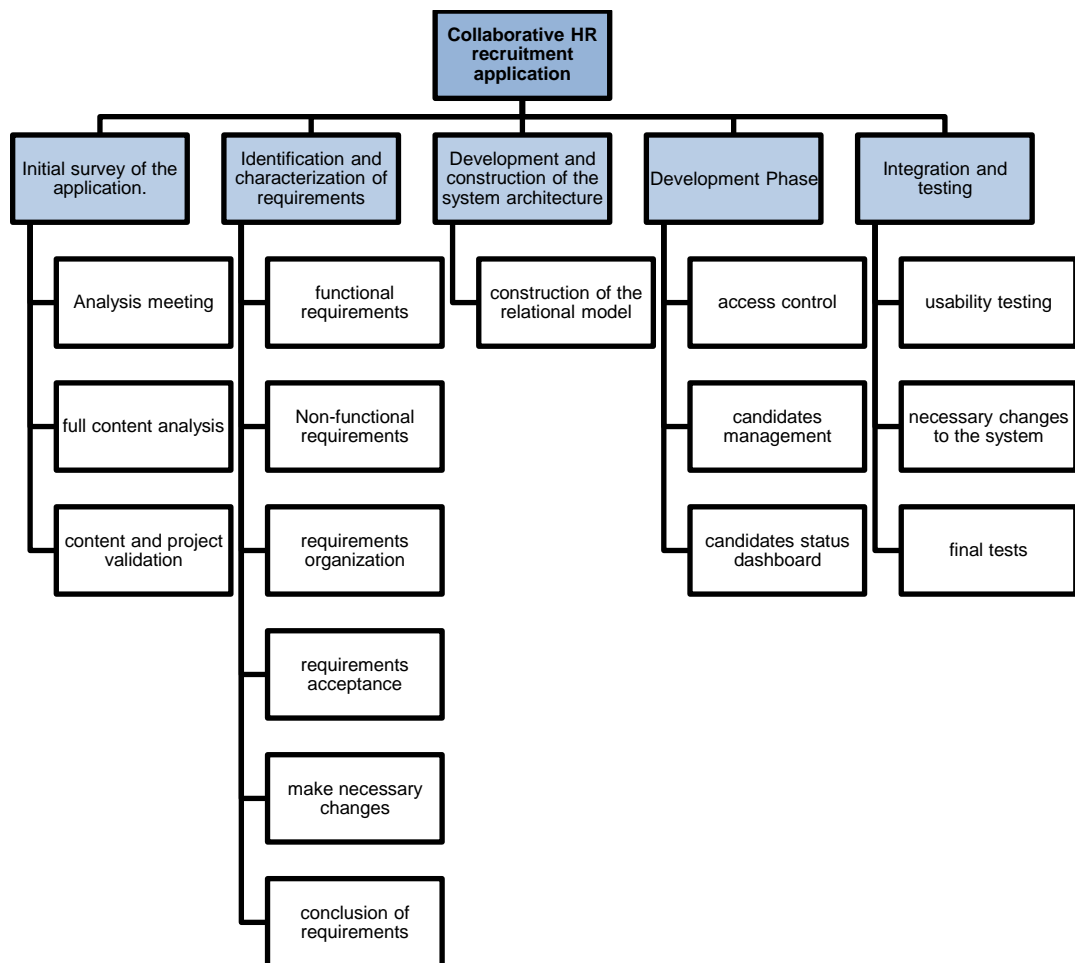 Collaborative HR
recruitment
application
Initial survey of the
application.
Identification and
characterization of
requirements
Development and
construction of the
system architecture
Development Phase
Integration and
testing
Analysis meeting
full content analysis
content and project
validation
functional
requirements
Non-functional
requirements
requirements
organization
requirements
acceptance
make necessary
changes
conclusion of
requirements
construction of the
relational model
access control
candidates
management
candidates status
dashboard
usability testing
necessary changes
to the system
final tests